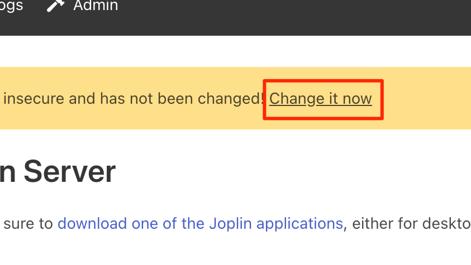 ogs Admin
insecure and has not been changed! Change it now
n Server
sure to download one of the Joplin applications, either for deskto